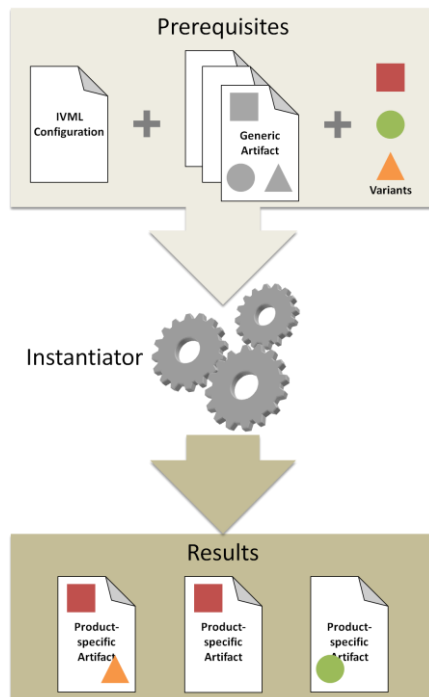 Prerequisites
IVML
Configuration
Generic
Artifact
Variants
Instantiator
Results
Product-
specific
Artifact
Product-
specific
Artifact
Product-
specific
Artifact